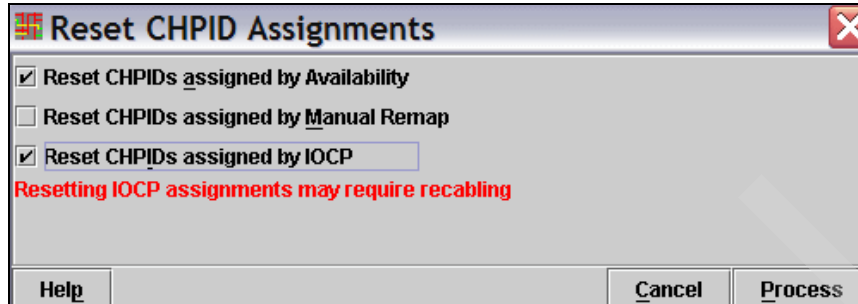 Reset CHPID Assignments
Reset CHPIDs assigned by Availability
Reset CHPIDs assigned by Manual Remap
Reset CHPIDs assigned by IOCP
Resetting IOCP assignments may require recabling
Help Cancel Process